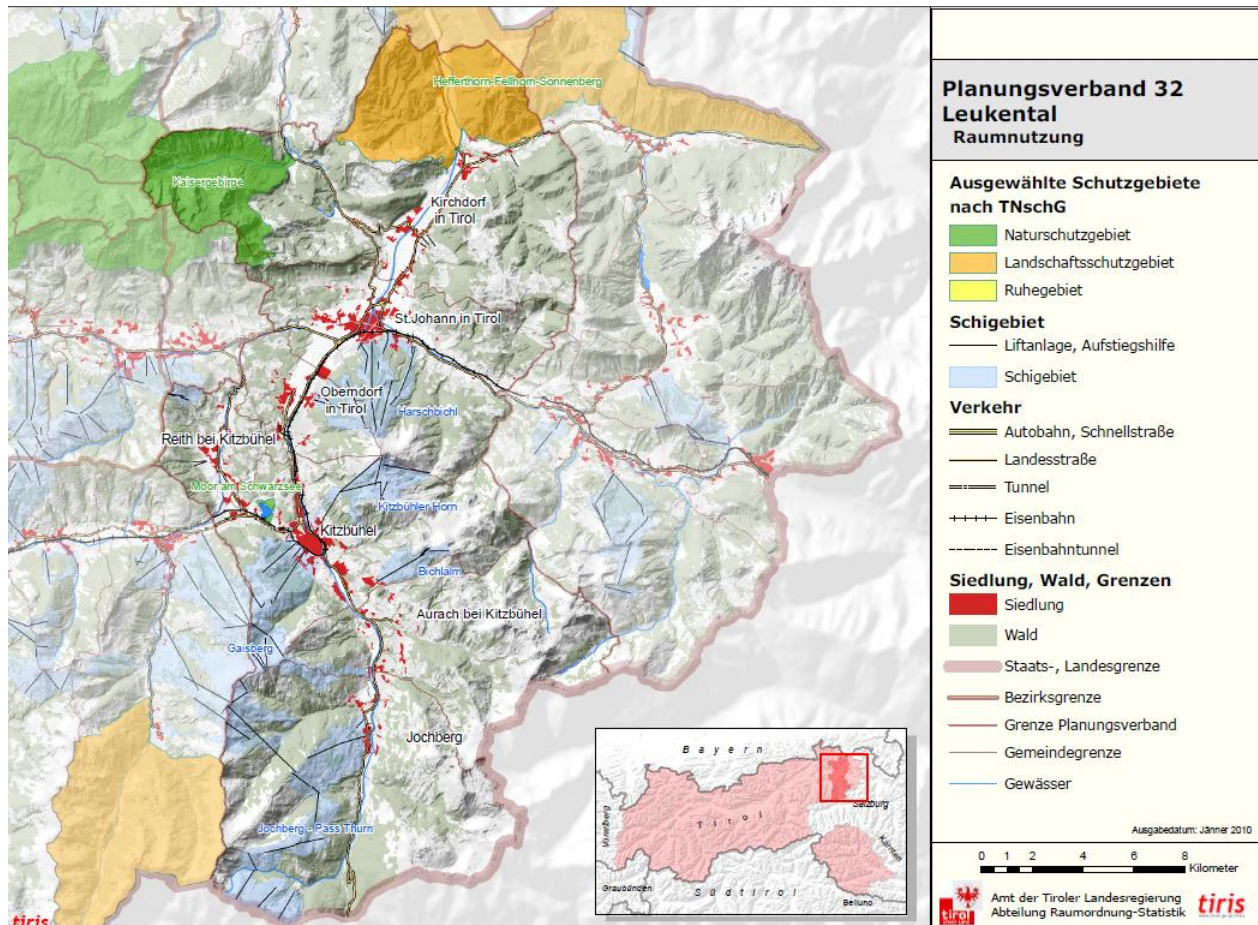 Hefferthorn-Fellhorn-Sonnenberg
Kaisergebirge
Kirchdorf
in Tirol
St.Johann in Tirol
Oberndorf
in Tirol
Harschbichl
Reith bei Kitzbühel
Moor am Schwarzsee
Kitzbühler Horn
Kitzbühel
Bichlalm
Aurach bei Kitzbühel
Gaisberg
Jochberg
Jochberg - Pass Thurn
tiris
Bayern
Salzburg
Tirol
Vorarlberg
Kärnten
Graubünden
Südtirol
Belluno
Planungsverband 32
Leukental
Raumnutzung
Ausgewählte Schutzgebiete
nach TNschG
Naturschutzgebiet
Landschaftsschutzgebiet
Ruhegebiet
Schigebiet
Liftanlage, Aufstiegshilfe
Schigebiet
Verkehr
Autobahn, Schnellstraße
Landesstraße
Tunnel
Eisenbahn
Eisenbahntunnel
Siedlung, Wald, Grenzen
Siedlung
Wald
Staats-, Landesgrenze
Bezirksgrenze
Grenze Planungsverband
Gemeindegrenze
Gewässer
Ausgabedatum: Jänner 2010
0 1 2 4 6 8
Kilometer
tirol
Amt der Tiroler Landesregierung
Abteilung Raumordnung-Statistik
tiris